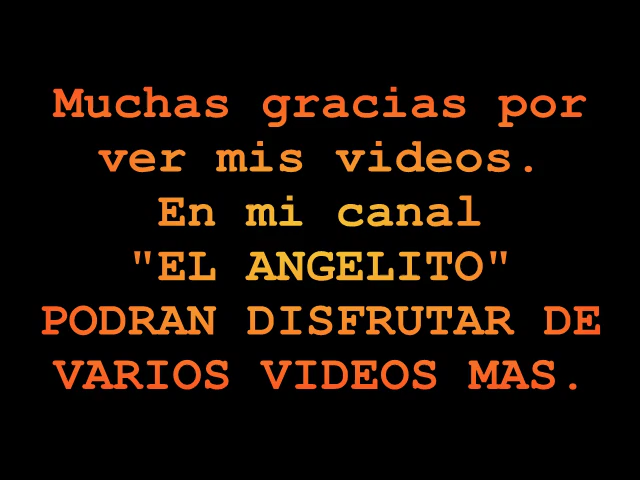 Muchas gracias por
ver mis videos.
En mi canal
"EL ANGELITO"
PODRAN DISFRUTAR DE
VARIOS VIDEOS MAS.